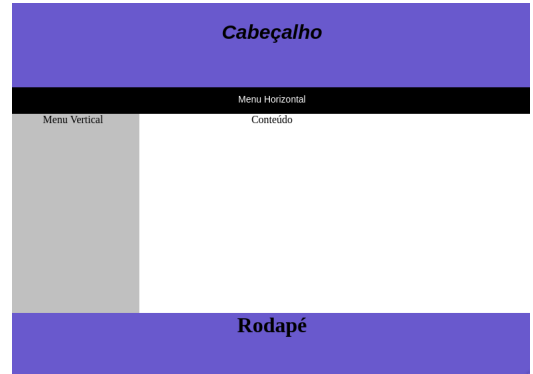 Cabeçalho
Menu Horizontal
Menu Vertical
Conteúdo
Rodapé